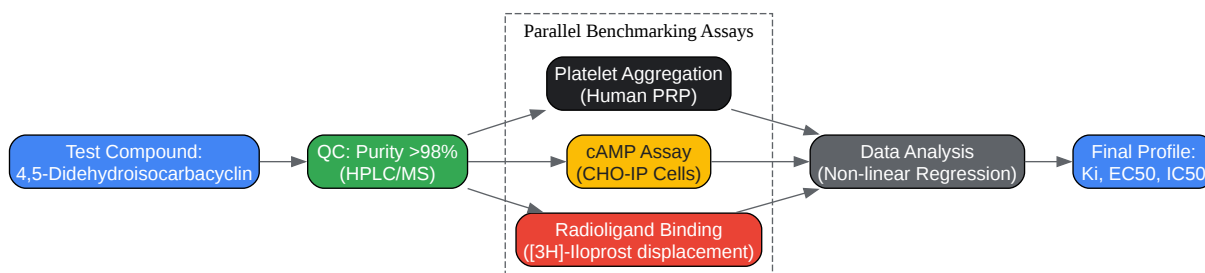 Parallel Benchmarking Assays
Test Compound:
4,5-Didehydroisocarbacyclin
QC: Purity >98%
(HPLC/MS)
Platelet Aggregation
(Human PRP)
cAMP Assay
(CHO-IP Cells)
Radioligand Binding
([3H]-Iloprost displacement)
Data Analysis
(Non-linear Regression)
Final Profile:
Ki, EC50, IC50